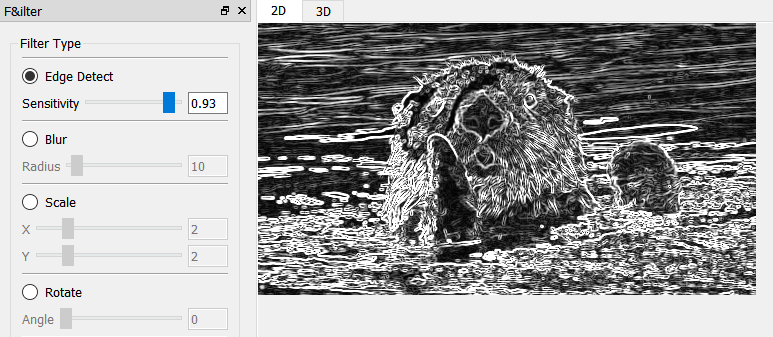 F&ilter
2D
3D
Filter Type
Edge Detect
Sensitivity 0.93
Blur
Radius 10
Scale
X 2
Y 2
Rotate
Angle 0